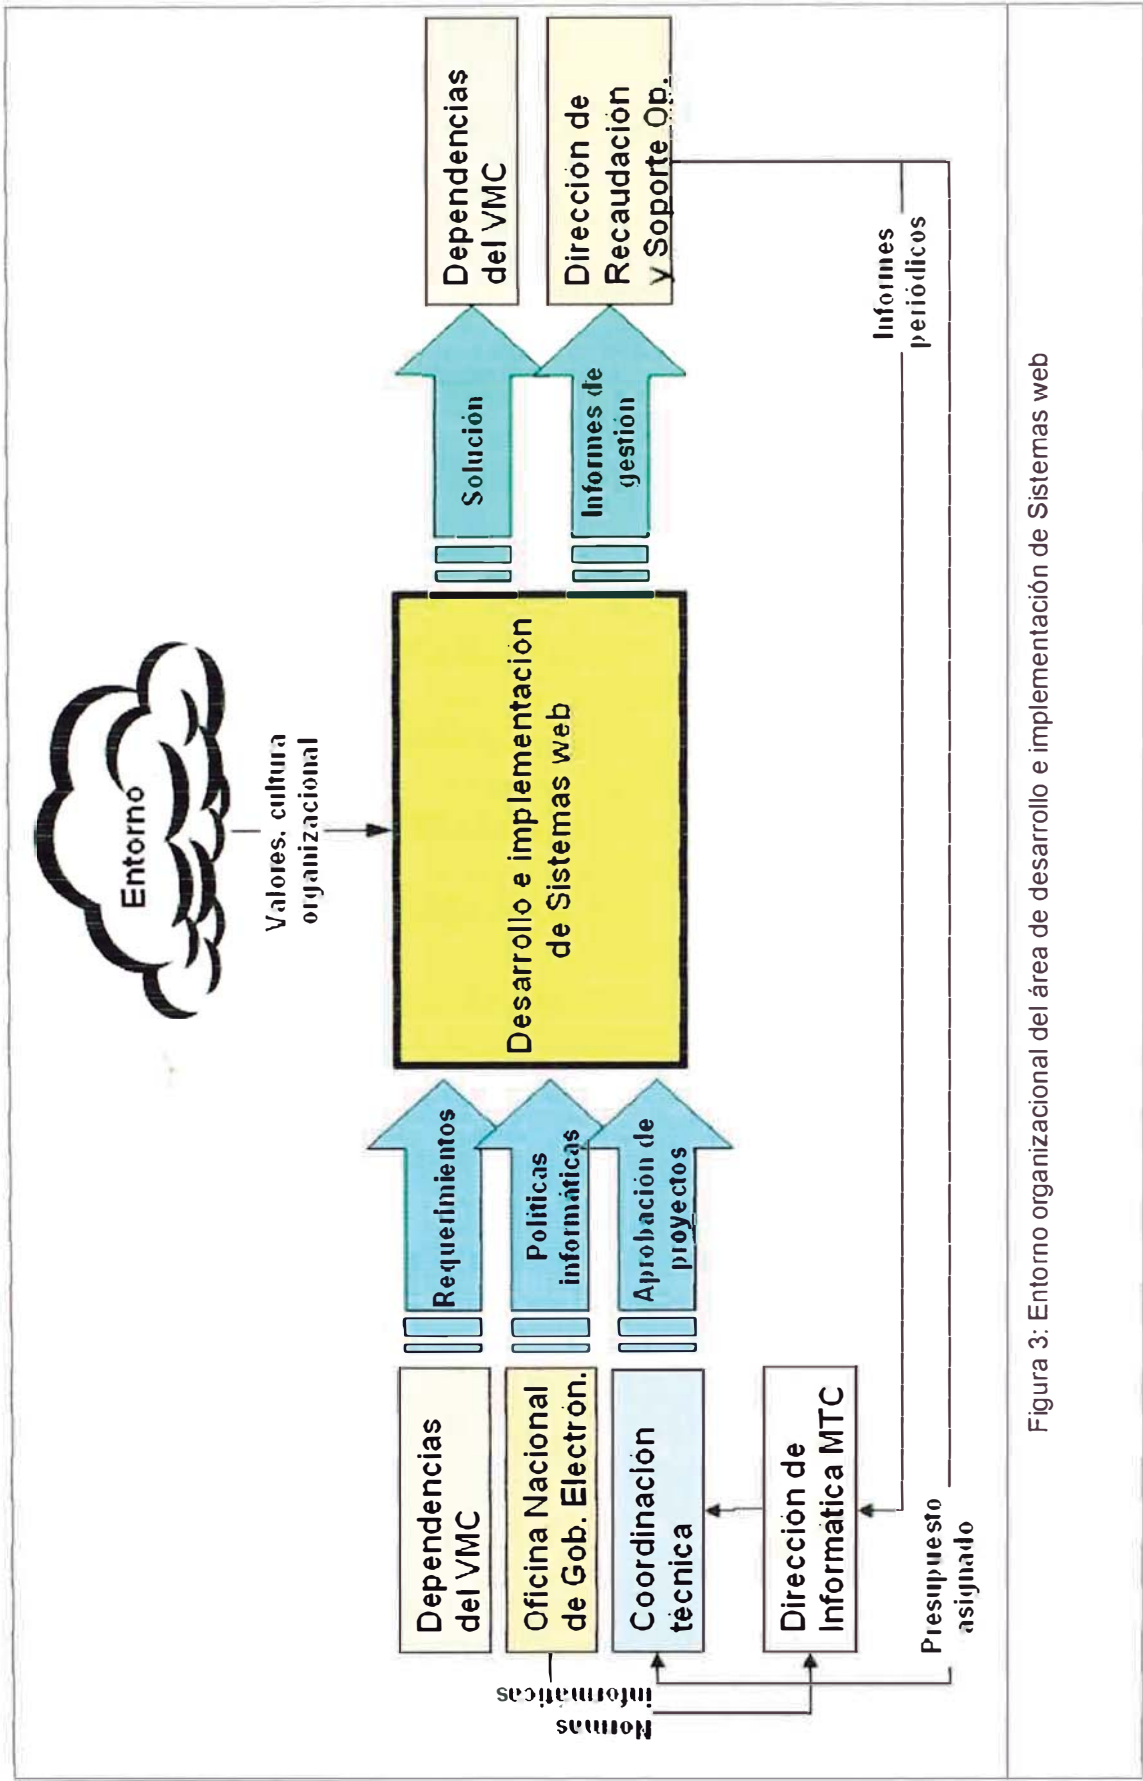 Entorno
Valores, cultura
organizacional
Dependencias
del VMC
Oficina Nacional
de Gob. Electrón.
Coordinación
técnica
Dirección de
Informática MTC
Normas
informáticas
Requerimientos
Políticas
informáticas
Aprobación de
proyectos
Desarrollo e implementación
de Sistemas web
Solución
Informes de
gestión
Dependencias
del VMC
Dirección de
Recaudación
y Soporte Op.
Informes
periódicos
Presupuesto
asignado
Figura 3: Entorno organizacional del área de desarrollo e implementación de Sistemas web